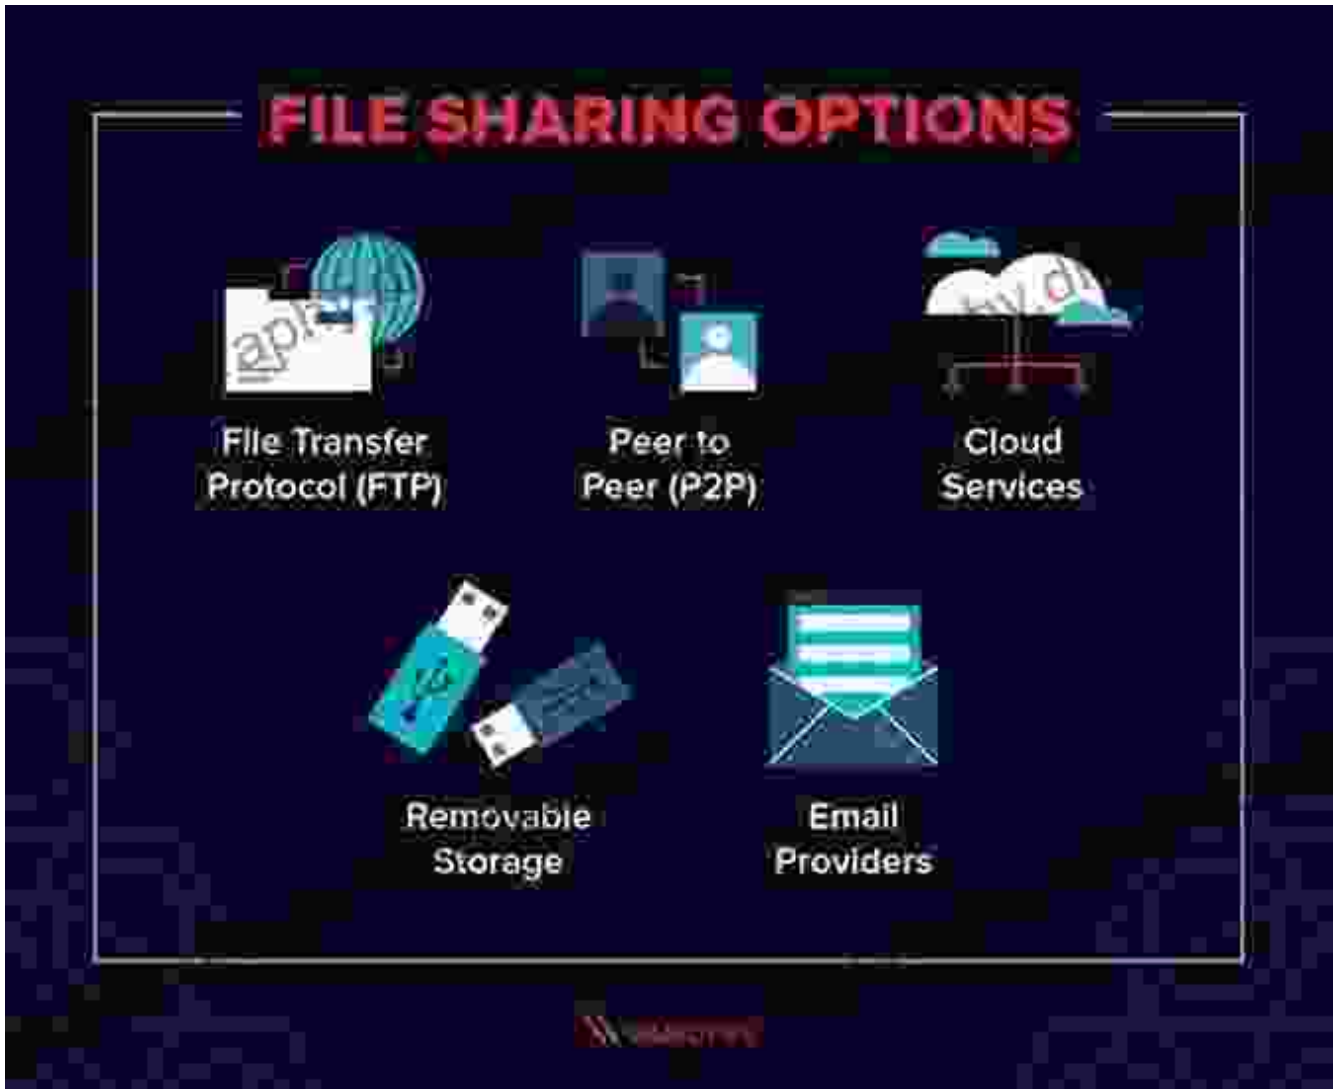 FILE SHARING OPTIONS
File Transfer
Protocol (FTP)
Peer to
Peer (P2P)
Cloud
Services
Removable
Storage
Email
Providers